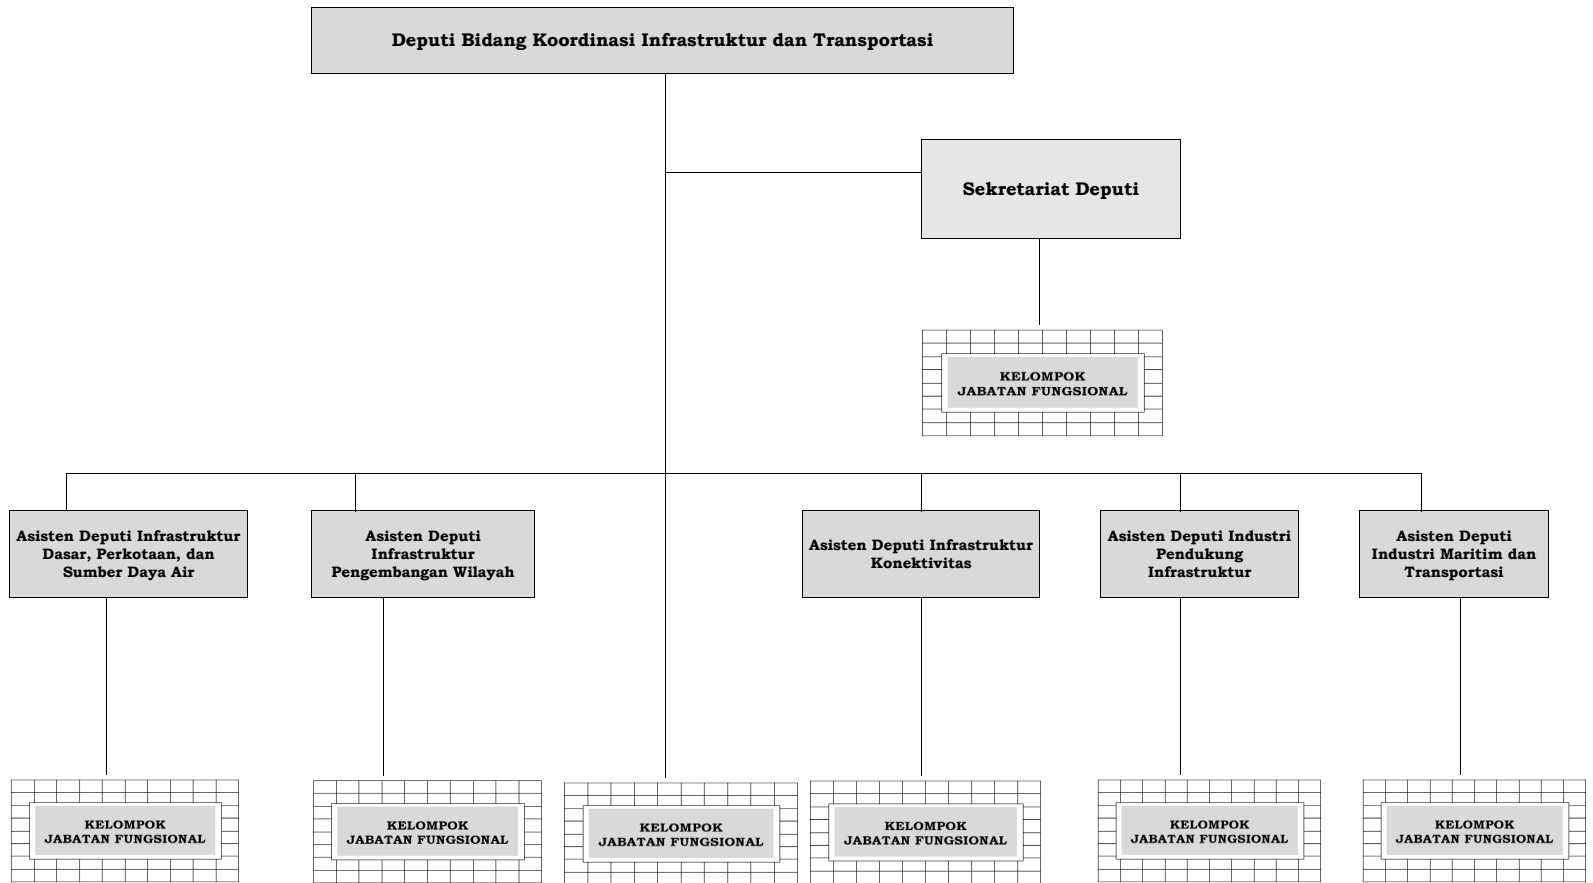 Deputi Bidang Koordinasi Infrastruktur dan Transportasi
Sekretariat Deputi
KELOMPOK
JABATAN FUNGSIONAL
Asisten Deputi Infrastruktur
Dasar, Perkotaan, dan
Sumber Daya Air
Asisten Deputi
Infrastruktur
Pengembangan Wilayah
Asisten Deputi Infrastruktur
Konektivitas
Asisten Deputi Industri
Pendukung
Infrastruktur
Asisten Deputi
Industri Maritim dan
Transportasi
KELOMPOK
JABATAN FUNGSIONAL
KELOMPOK
JABATAN FUNGSIONAL
KELOMPOK
JABATAN FUNGSIONAL
KELOMPOK
JABATAN FUNGSIONAL
KELOMPOK
JABATAN FUNGSIONAL
KELOMPOK
JABATAN FUNGSIONAL